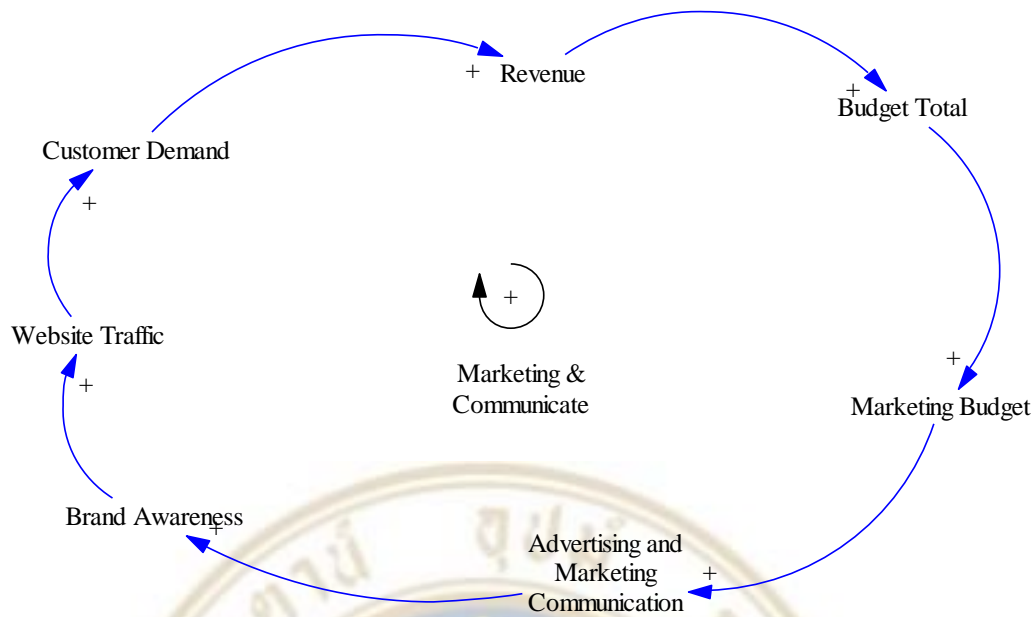 Revenue
+
Budget Total
+
Customer Demand
+
+
Website Traffic
+
Marketing &
Communicate
+
Marketing Budget
+
Brand Awareness
+
Advertising and
Marketing
Communication
+